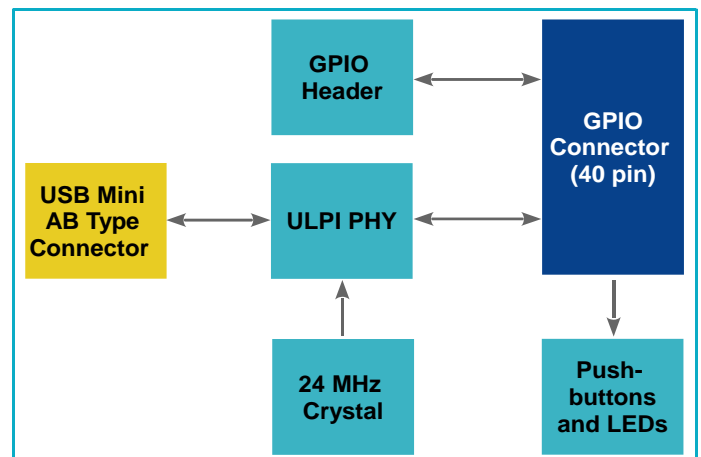 GPIO
Header
GPIO
Connector
(40 pin)
USB Mini
AB Type
Connector
ULPI PHY
24 MHz
Crystal
Push-
buttons
and LEDs